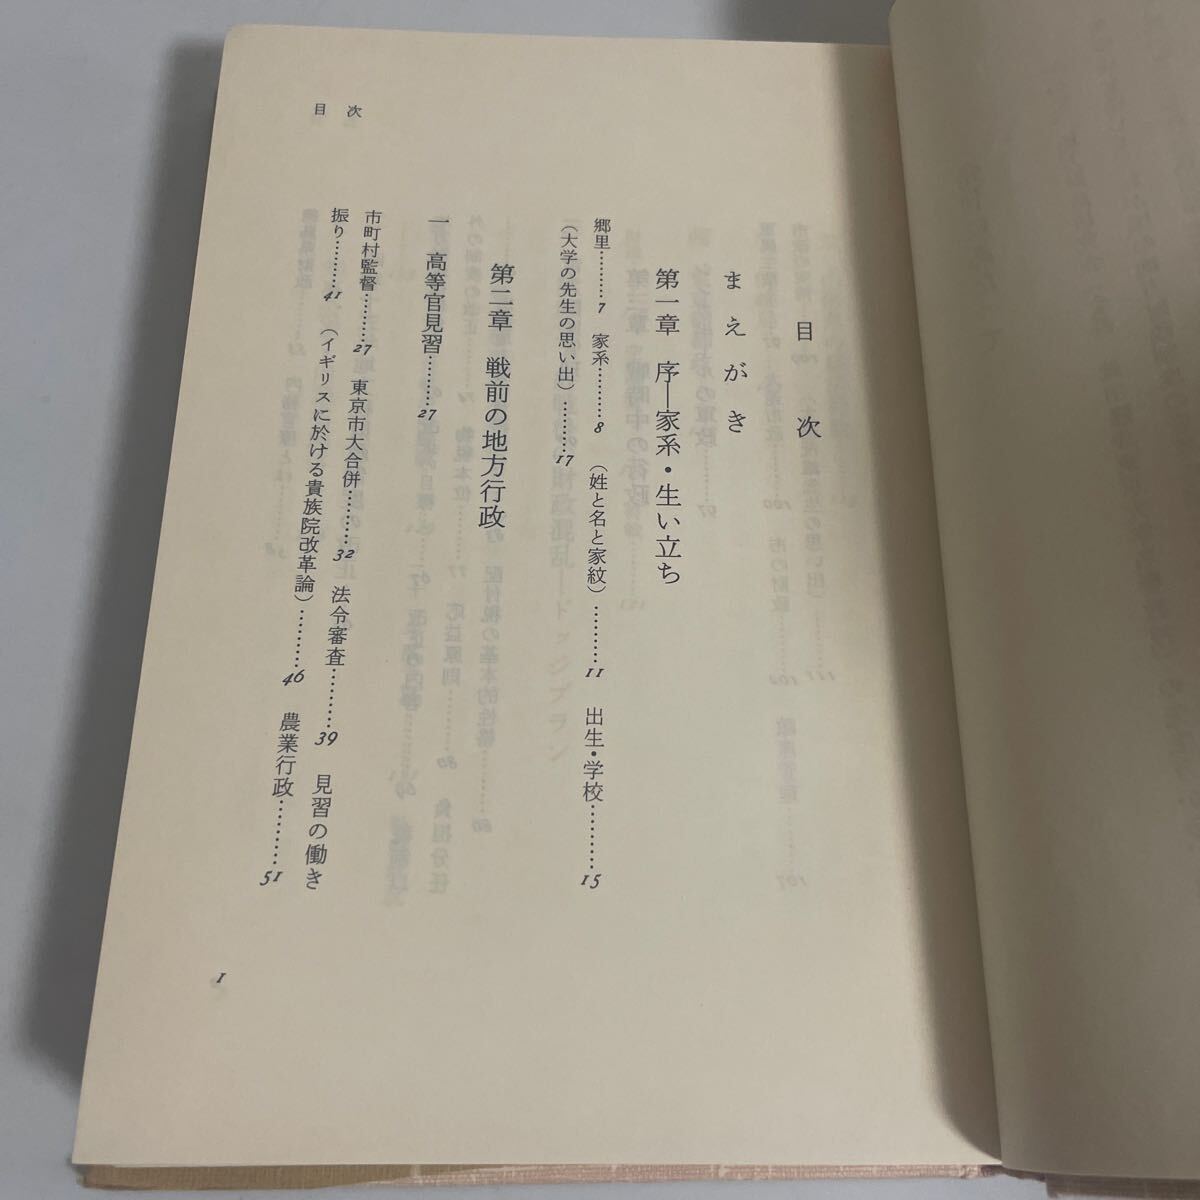 目次
目次
まえがき
第一章　序―家系・生い立ち
郷里………7　家系………8　（姓と名と家紋）………11　出生・学校………15
（大学の先生の思い出）………17
第二章　戦前の地方行政
一　高等官見習………27
市町村監督………27　東京市大合併………32　法令審査………39　見習の働き
振り………41　（イギリスに於ける貴族院改革論）………46　農業行政………51
1